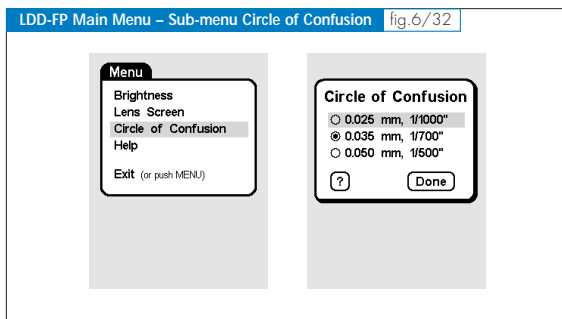 LDD-FP Main Menu – Sub-menu Circle of Confusion fig.6/32
Menu
Brightness
Lens Screen
Circle of Confusion
Help
Exit (or push MENU)
Circle of Confusion
0.025 mm, 1/1000"
0.035 mm, 1/700"
0.050 mm, 1/500"
? Done